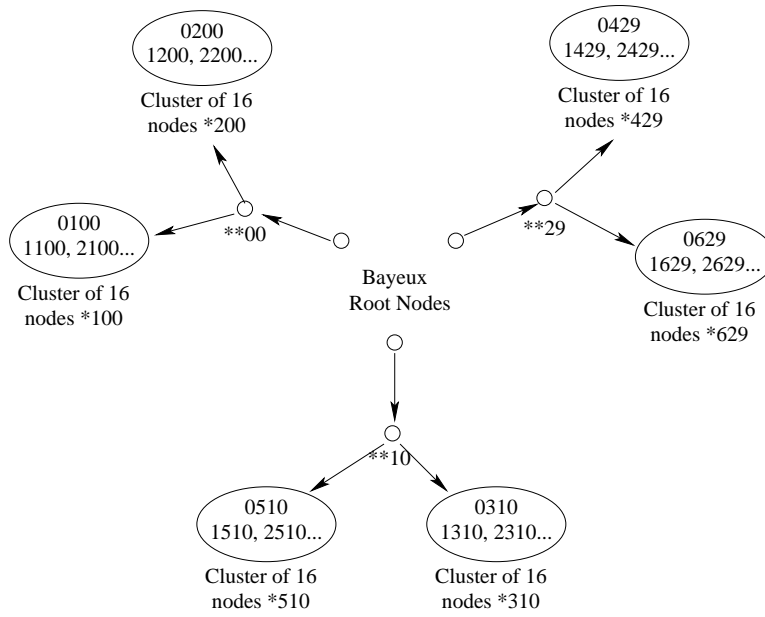 0200
1200, 2200...
Cluster of 16
nodes *200
0429
1429, 2429...
Cluster of 16
nodes *429
0100
1100, 2100...
Cluster of 16
nodes *100
**00
**29
0629
1629, 2629...
Cluster of 16
nodes *629
Bayeux
Root Nodes
**10
0510
1510, 2510...
Cluster of 16
nodes *510
0310
1310, 2310...
Cluster of 16
nodes *310